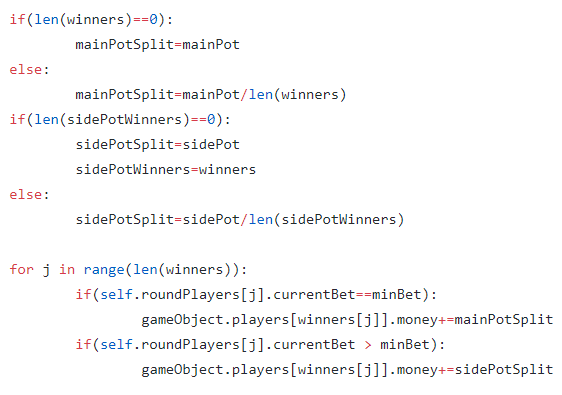 if(len(winners)==0):
        mainPotSplit=mainPot
else:
        mainPotSplit=mainPot/len(winners)
if(len(sidePotWinners)==0):
        sidePotSplit=sidePot
        sidePotWinners=winners
else:
        sidePotSplit=sidePot/len(sidePotWinners)

for j in range(len(winners)):
        if(self.roundPlayers[j].currentBet==minBet):
                gameObject.players[winners[j]].money+=mainPotSplit
        if(self.roundPlayers[j].currentBet > minBet):
                gameObject.players[winners[j]].money+=sidePotSplit